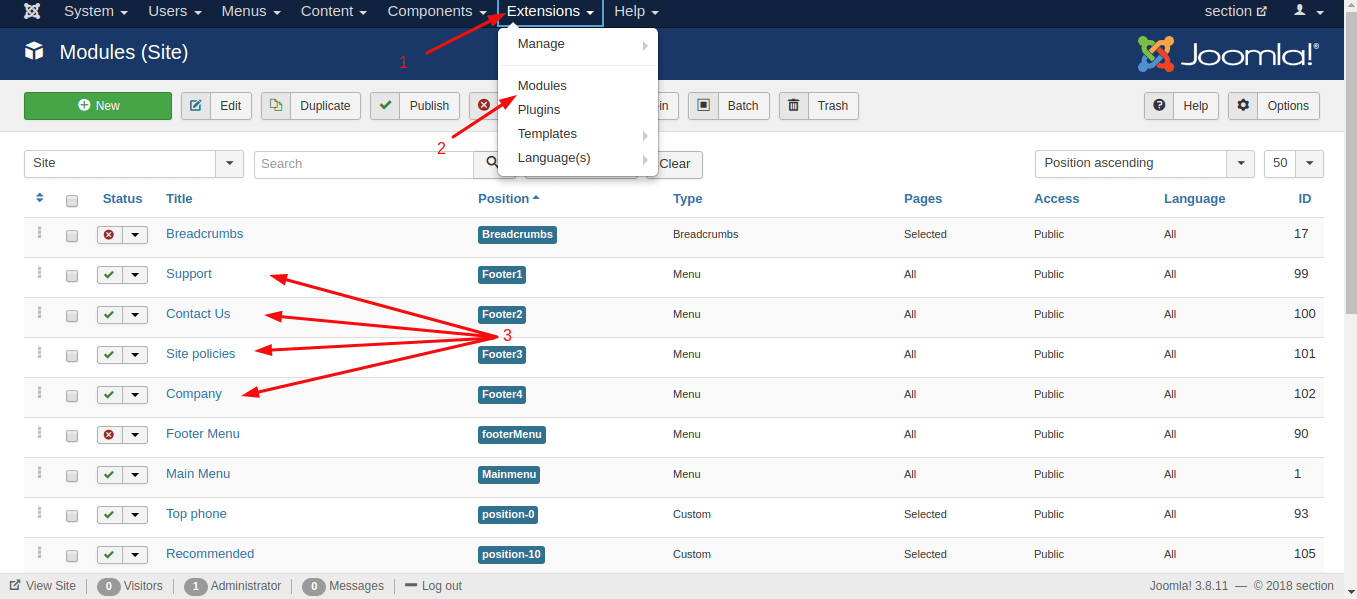 System Users Menus Content Components Extensions Help section
Modules (Site) Joomla!®
1
Manage
Modules
Plugins
Templates
Language(s)
New Edit Duplicate Publish in Batch Trash Help Options
2
Site Search Clear Position ascending 50
Status Title Position Type Pages Access Language ID
Breadcrumbs Breadcrumbs Breadcrumbs Selected Public All 17
Support Footer1 Menu All Public All 99
Contact Us Footer2 Menu All Public All 100
3
Site policies Footer3 Menu All Public All 101
Company Footer4 Menu All Public All 102
Footer Menu footerMenu Menu All Public All 90
Main Menu Mainmenu Menu All Public All 1
Top phone position-0 Custom Selected Public All 93
Recommended position-10 Custom Selected Public All 105
View Site 0 Visitors 1 Administrator 0 Messages Log out Joomla! 3.8.11 — © 2018 section